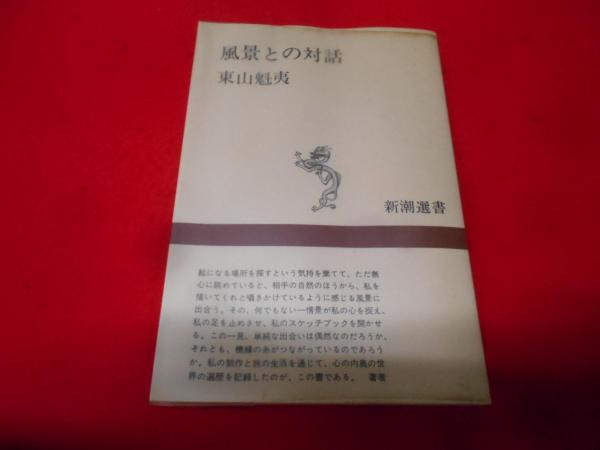 風景との対話
東山魁夷
新潮選書
絵になる場所を探すという気持を棄てて、ただ無
心に眺めていると、相手の自然のほうから、私を
描いてくれと囁きかけているように感じる風景に
出会う。その、何でもない一情景が私の心を捉え、
私の足を止めさせ、私のスケッチブックを開かせ
る。この一見、単純な出合いは偶然なのだろうか、
それとも、機縁の糸がつながっているのであろう
か。私の制作と旅の生活を通じて、心の内奥の世
界の遍歴を記録したのが、この書である。 著者